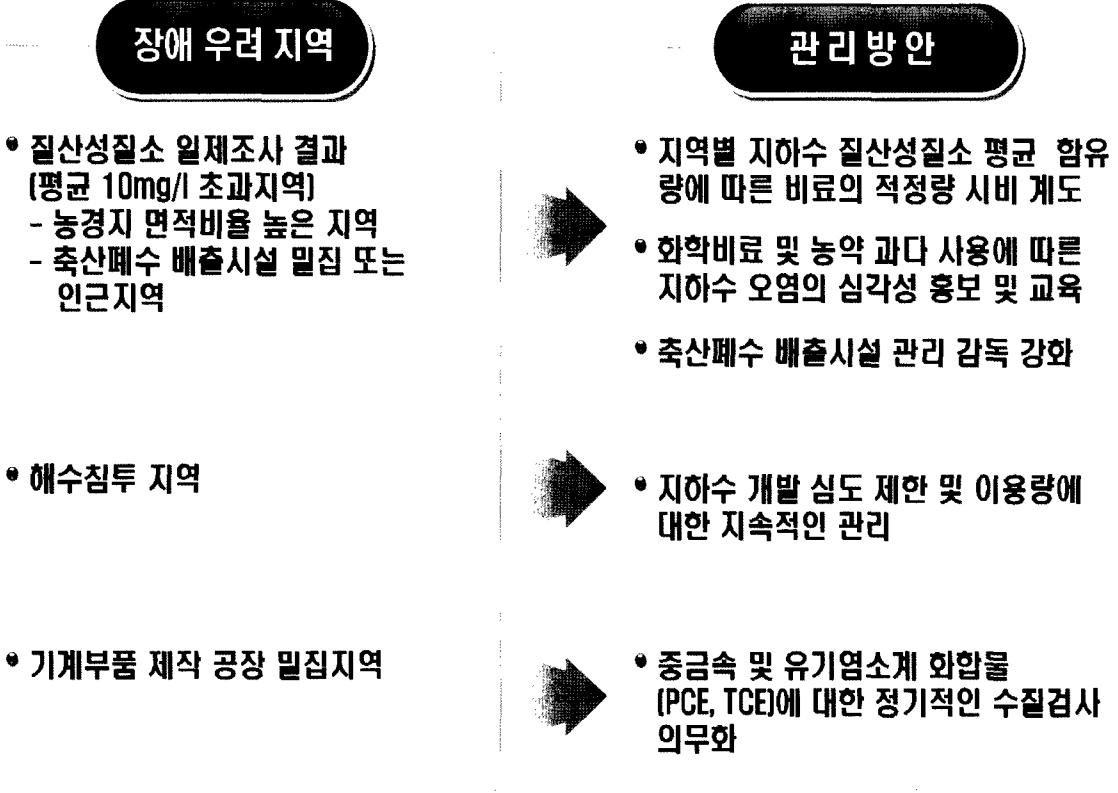 장애 우려 지역
관리방안
• 질산성질소 일제조사 결과
(평균 10mg/l 초과지역)
- 농경지 면적비율 높은 지역
- 축산폐수 배출시설 밀집 또는
인근지역
• 지역별 지하수 질산성질소 평균 함유
량에 따른 비료의 적정량 시비 계도
• 화학비료 및 농약 과다 사용에 따른
지하수 오염의 심각성 홍보 및 교육
• 축산폐수 배출시설 관리 감독 강화
• 해수침투 지역
• 지하수 개발 심도 제한 및 이용량에
대한 지속적인 관리
• 기계부품 제작 공장 밀집지역
• 중금속 및 유기염소계 화합물
(PCE, TCE)에 대한 정기적인 수질검사
의무화